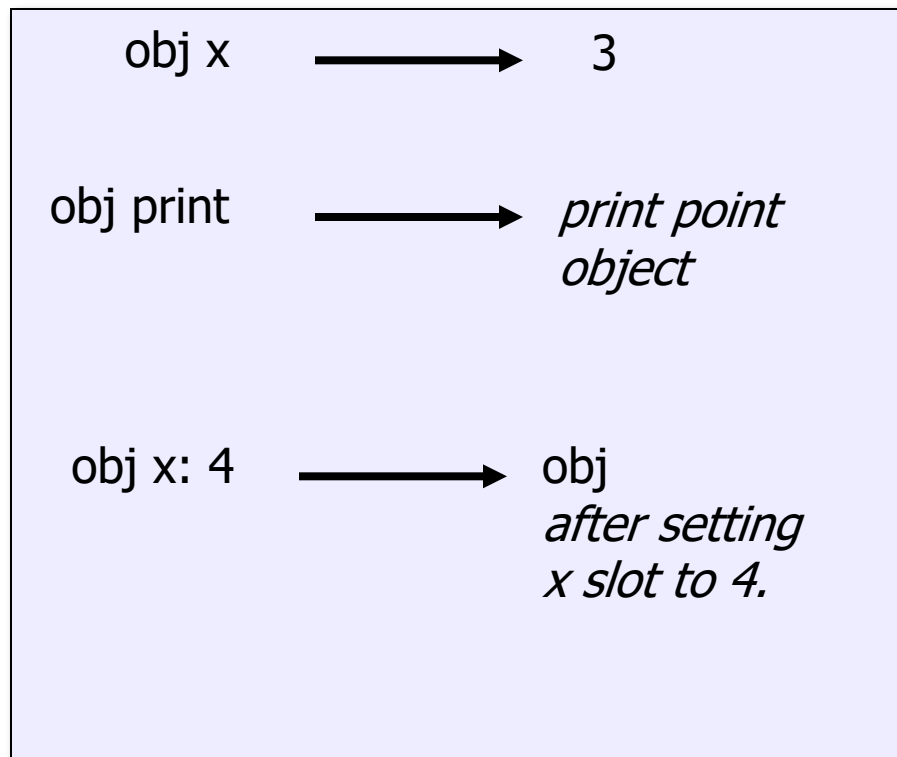 obj x 3
obj print print point
object
obj x: 4 obj
after setting
x slot to 4.